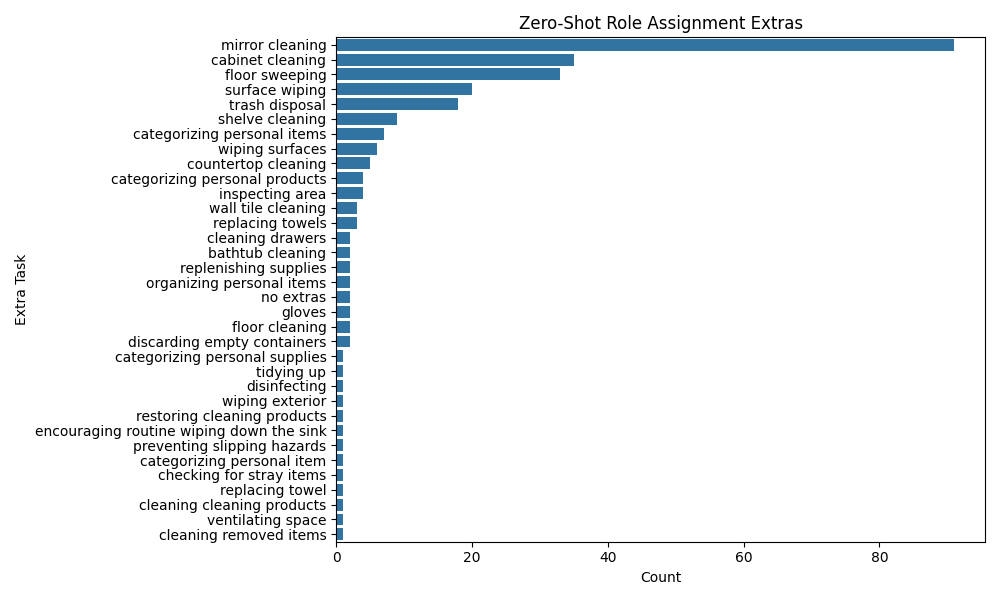 Zero-Shot Role Assignment Extras
mirror cleaning
cabinet cleaning
floor sweeping
surface wiping
trash disposal
shelve cleaning
categorizing personal items
wiping surfaces
countertop cleaning
categorizing personal products
inspecting area
wall tile cleaning
replacing towels
cleaning drawers
bathtub cleaning
replenishing supplies
organizing personal items
no extras
gloves
floor cleaning
discarding empty containers
categorizing personal supplies
tidying up
disinfecting
wiping exterior
restoring cleaning products
encouraging routine wiping down the sink
preventing slipping hazards
categorizing personal item
checking for stray items
replacing towel
cleaning cleaning products
ventilating space
cleaning removed items
Extra Task
0 20 40 60 80
Count